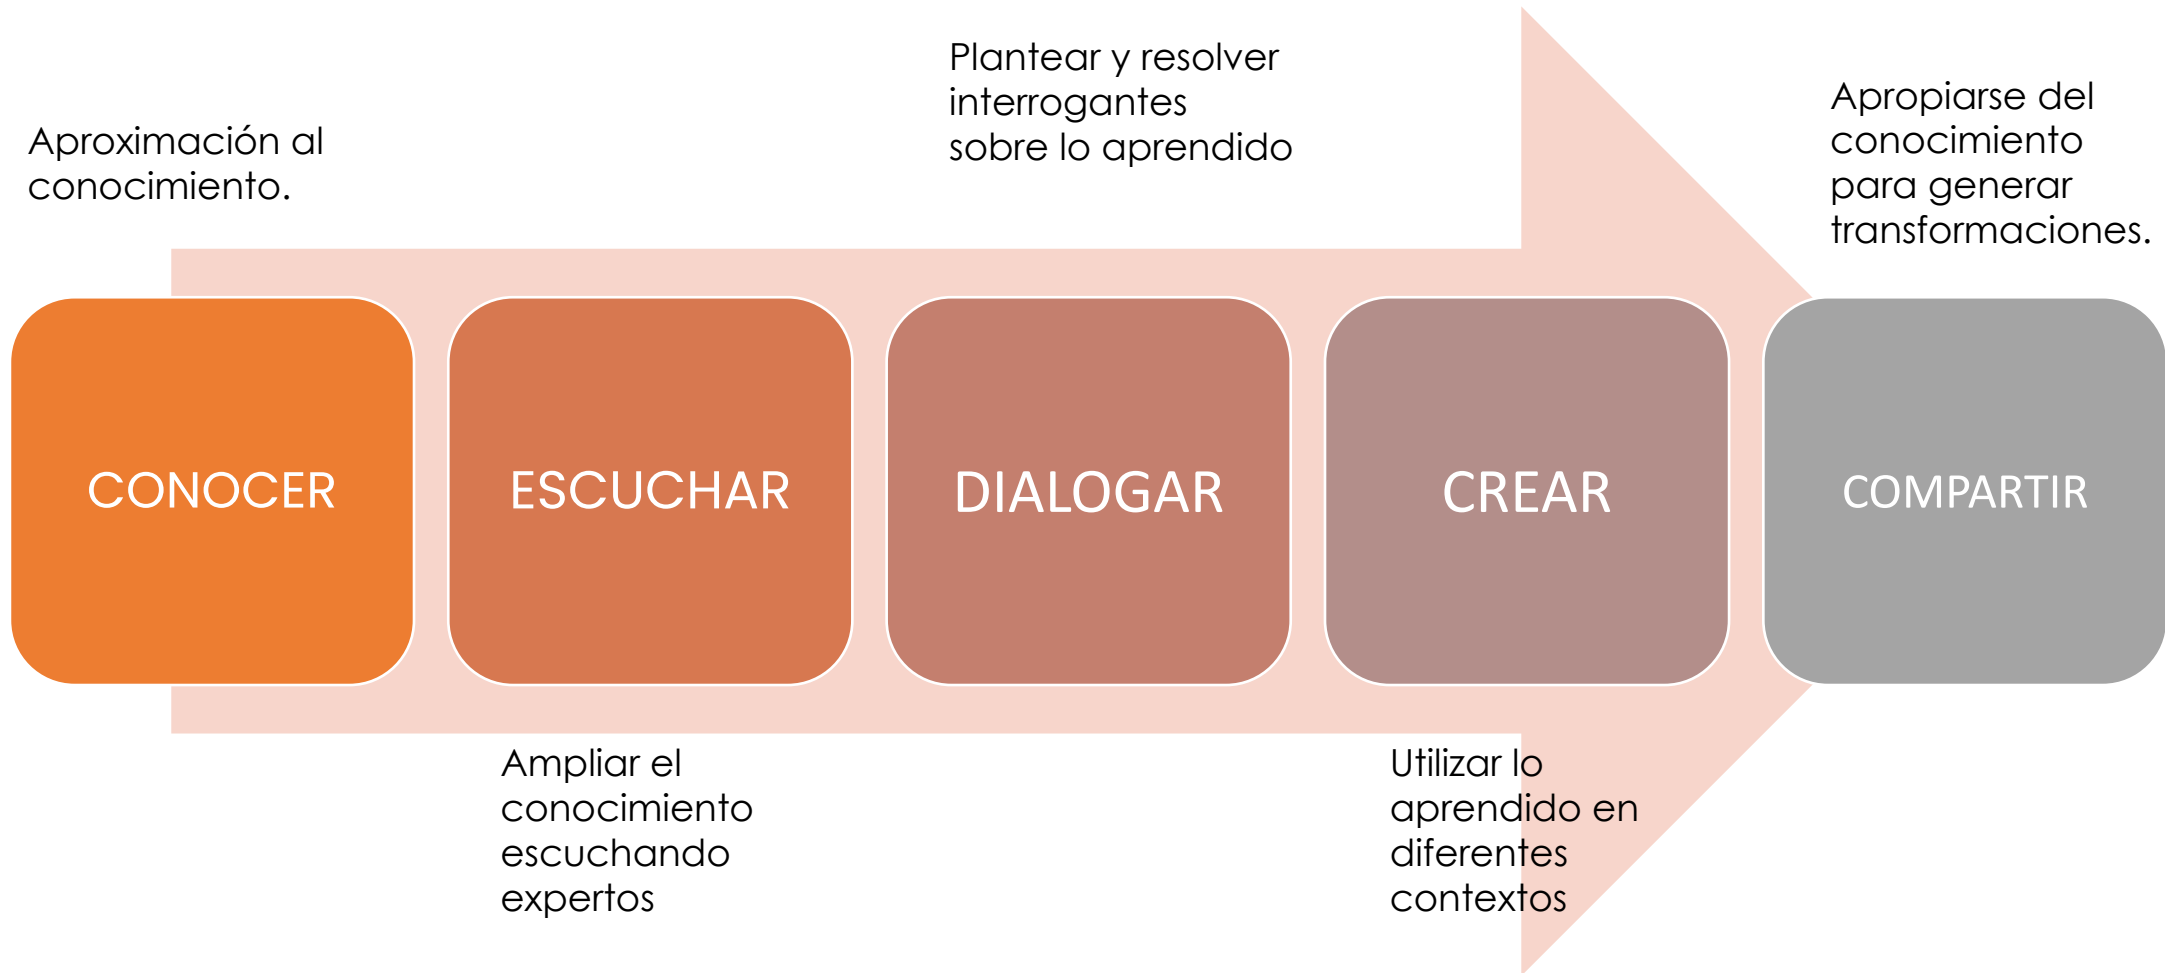 Aproximación al
conocimiento.
Plantear y resolver
interrogantes
sobre lo aprendido
Apropiarse del
conocimiento
para generar
transformaciones.
CONOCER
ESCUCHAR
DIALOGAR
CREAR
COMPARTIR
Ampliar el
conocimiento
escuchando
expertos
Utilizar lo
aprendido en
diferentes
contextos